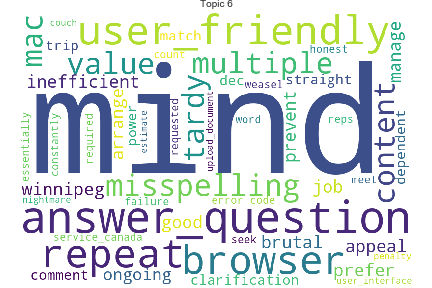 Topic 6
couch
mac
trip
user_friendly
match
honest
value
multiple
count
manage
inefficient
dec
weasel
straight
mind
essentially
constantly
required
arrange
power
estimate
requested
tardy
upload_document
word
prevent
reps
content
dependent
winnipeg
misspelling
job
meet
nightmare
failure
error_code
answer_question
good
service_canada
seek
brutal
appeal
penalty
repeat
browser
prefer
comment
ongoing
clarification
user_interface